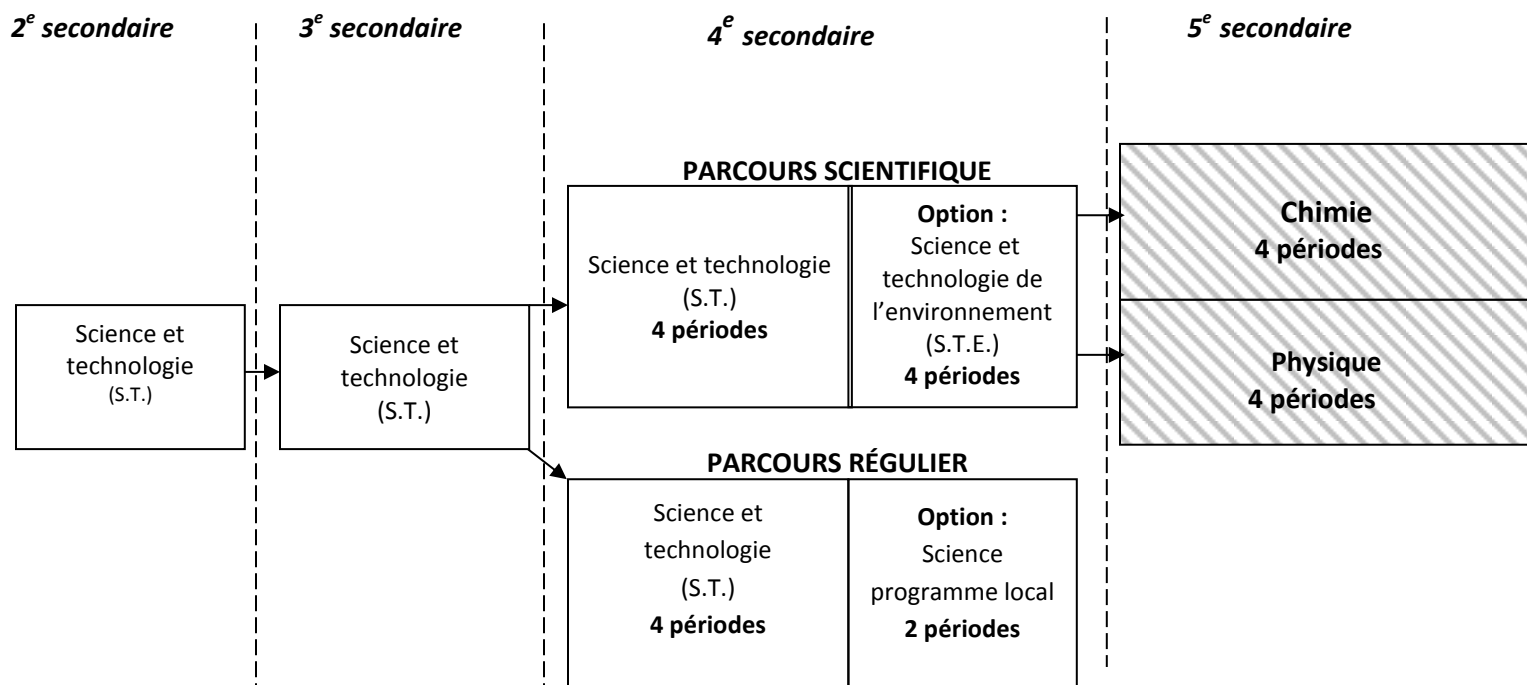 2e secondaire
3e secondaire
4e secondaire
5e secondaire
PARCOURS SCIENTIFIQUE
Science et
technologie
(S.T.)
Science et
technologie
(S.T.)
Science et technologie
(S.T.)
4 périodes
Option :
Science et
technologie de
l’environnement
(S.T.E.)
4 périodes
Chimie
4 périodes
Physique
4 périodes
PARCOURS RÉGULIER
Science et
technologie
(S.T.)
4 périodes
Option :
Science
programme local
2 périodes